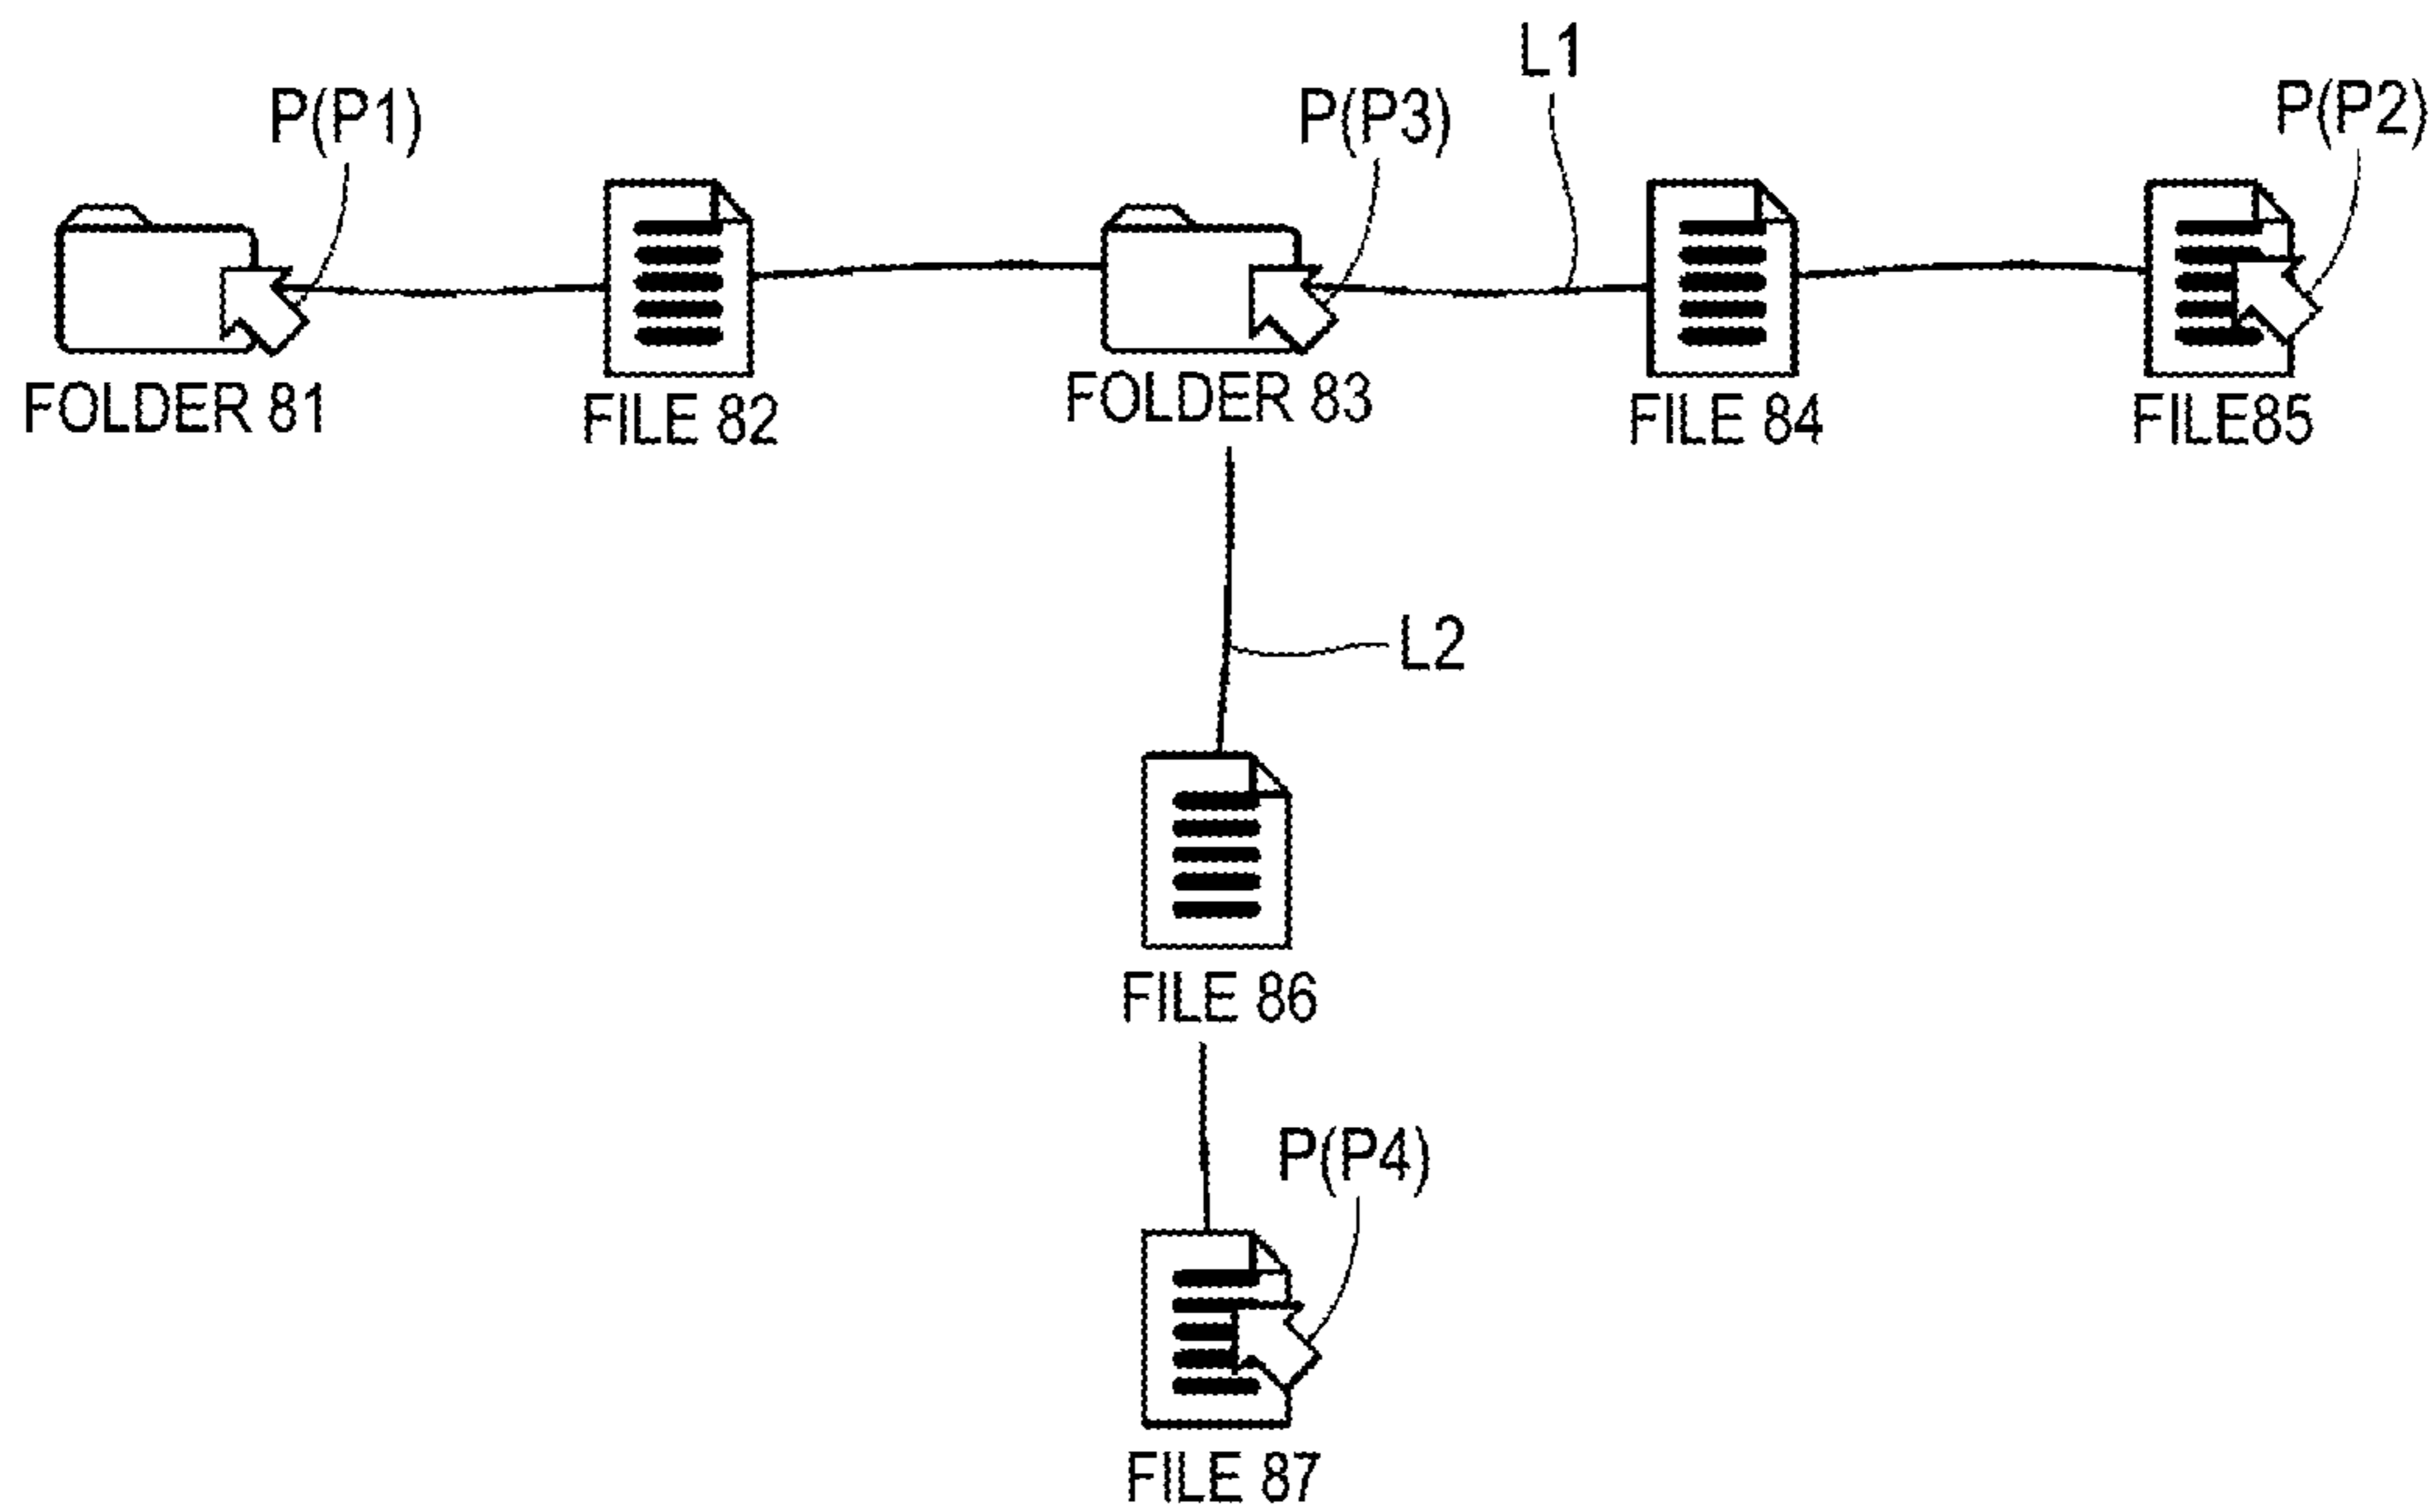 L1
P(P1)
P(P3)
P(P2)
FOLDER 81
FILE 82
FOLDER 83
FILE 84
FILE85
L2
FILE 86
P(P4)
FILE 87